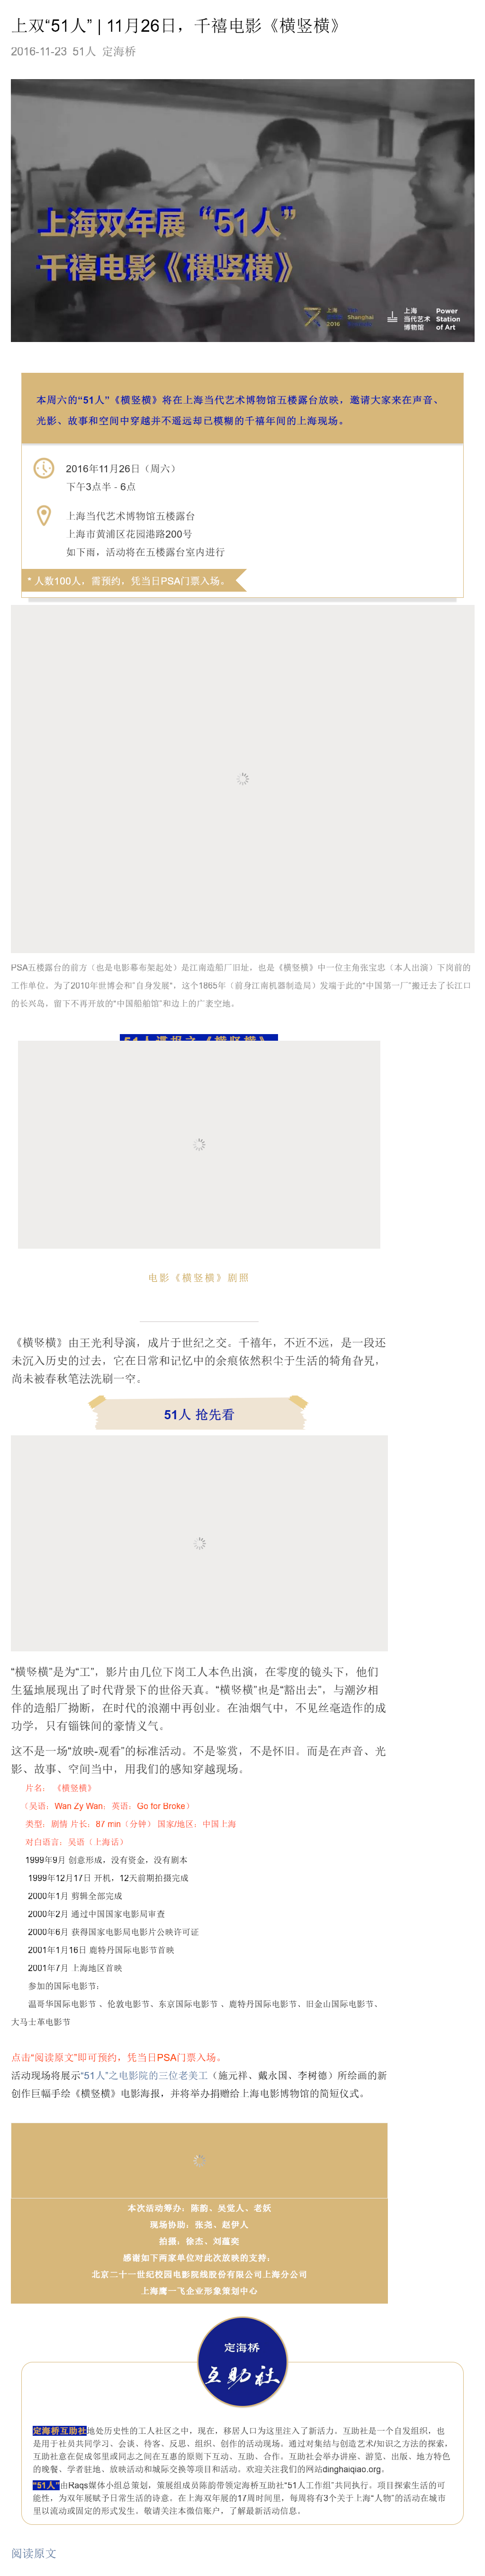 上双“51人” | 11月26日，千禧电影《横竖横》
2016-11-23 51人 定海桥
上海双年展 “51人”
千禧电影《横竖横》
上海
Shanghai
2016
上海
当代艺术
博物馆
Power
Station
of Art
本周六的“51人”《横竖横》将在上海当代艺术博物馆五楼露台放映，邀请大家来在声音、
光影、故事和空间中穿越并不遥远却已模糊的千禧年间的上海现场。
2016年11月26日（周六）
下午3点半 - 6点
上海当代艺术博物馆五楼露台
上海市黄浦区花园港路200号
如下雨，活动将在五楼露台室内进行
* 人数100人，需预约，凭当日PSA门票入场。
PSA五楼露台的前方（也是电影幕布架起处）是江南造船厂旧址，也是《横竖横》中一位主角张宝忠（本人出演）下岗前的
工作单位。为了2010年世博会和“自身发展”，这个1865年（前身江南机器制造局）发端于此的“中国第一厂”搬迁去了长江口
的长兴岛，留下不再开放的“中国船舶馆”和边上的广袤空地。
电影《横竖横》剧照
《横竖横》由王光利导演，成片于世纪之交。千禧年，不近不远，是一段还
未沉入历史的过去，它在日常和记忆中的余痕依然积尘于生活的犄角旮旯，
尚未被春秋笔法洗刷一空。
51人 抢先看
“横竖横”是为“工”，影片由几位下岗工人本色出演，在零度的镜头下，他们
生猛地展现出了时代背景下的世俗天真。“横竖横”也是“豁出去”，与潮汐相
伴的造船厂拗断，在时代的浪潮中再创业。在油烟气中，不见丝毫造作的成
功学，只有锱铢间的豪情义气。
这不是一场“放映-观看”的标准活动。不是鉴赏，不是怀旧。而是在声音、光
影、故事、空间当中，用我们的感知穿越现场。
片名： 《横竖横》
（吴语：Wan Zy Wan；英语：Go for Broke）
类型：剧情 片长：87 min（分钟） 国家/地区：中国上海
对白语言：吴语（上海话）
1999年9月 创意形成，没有资金，没有剧本
1999年12月17日 开机，12天前期拍摄完成
2000年1月 剪辑全部完成
2000年2月 通过中国国家电影局审查
2000年6月 获得国家电影局电影片公映许可证
2001年1月16日 鹿特丹国际电影节首映
2001年7月 上海地区首映
参加的国际电影节：
温哥华国际电影节 、伦敦电影节、东京国际电影节 、鹿特丹国际电影节、旧金山国际电影节、
大马士革电影节
点击“阅读原文”即可预约，凭当日PSA门票入场。
活动现场将展示“51人”之电影院的三位老美工（施元祥、戴永国、李树德）所绘画的新
创作巨幅手绘《横竖横》电影海报，并将举办捐赠给上海电影博物馆的简短仪式。
本次活动筹办：陈韵、吴觉人、老妖
现场协助：张尧、赵伊人
拍摄：徐杰、刘蕴奕
感谢如下两家单位对此次放映的支持：
北京二十一世纪校园电影院线股份有限公司上海分公司
上海鹰一飞企业形象策划中心
定海桥
互助社
定海桥互助社地处历史性的工人社区之中，现在，移居人口为这里注入了新活力。互助社是一个自发组织，也
是用于社员共同学习、会谈、待客、反思、组织、创作的活动现场。通过对集结与创造艺术/知识之方法的探索，
互助社意在促成邻里或同志之间在互惠的原则下互动、互助、合作。互助社会举办讲座、游览、出版、地方特色
的晚餐、学者驻地、放映活动和城际交换等项目和活动。欢迎关注我们的网站dinghaiqiao.org。
“51人”由Raqs媒体小组总策划，策展组成员陈韵带领定海桥互助社“51人工作组”共同执行。项目探索生活的可
能性，为双年展赋予日常生活的诗意。在上海双年展的17周时间里，每周将有3个关于上海“人物”的活动在城市
里以流动或固定的形式发生。敬请关注本微信账户，了解最新活动信息。
阅读原文